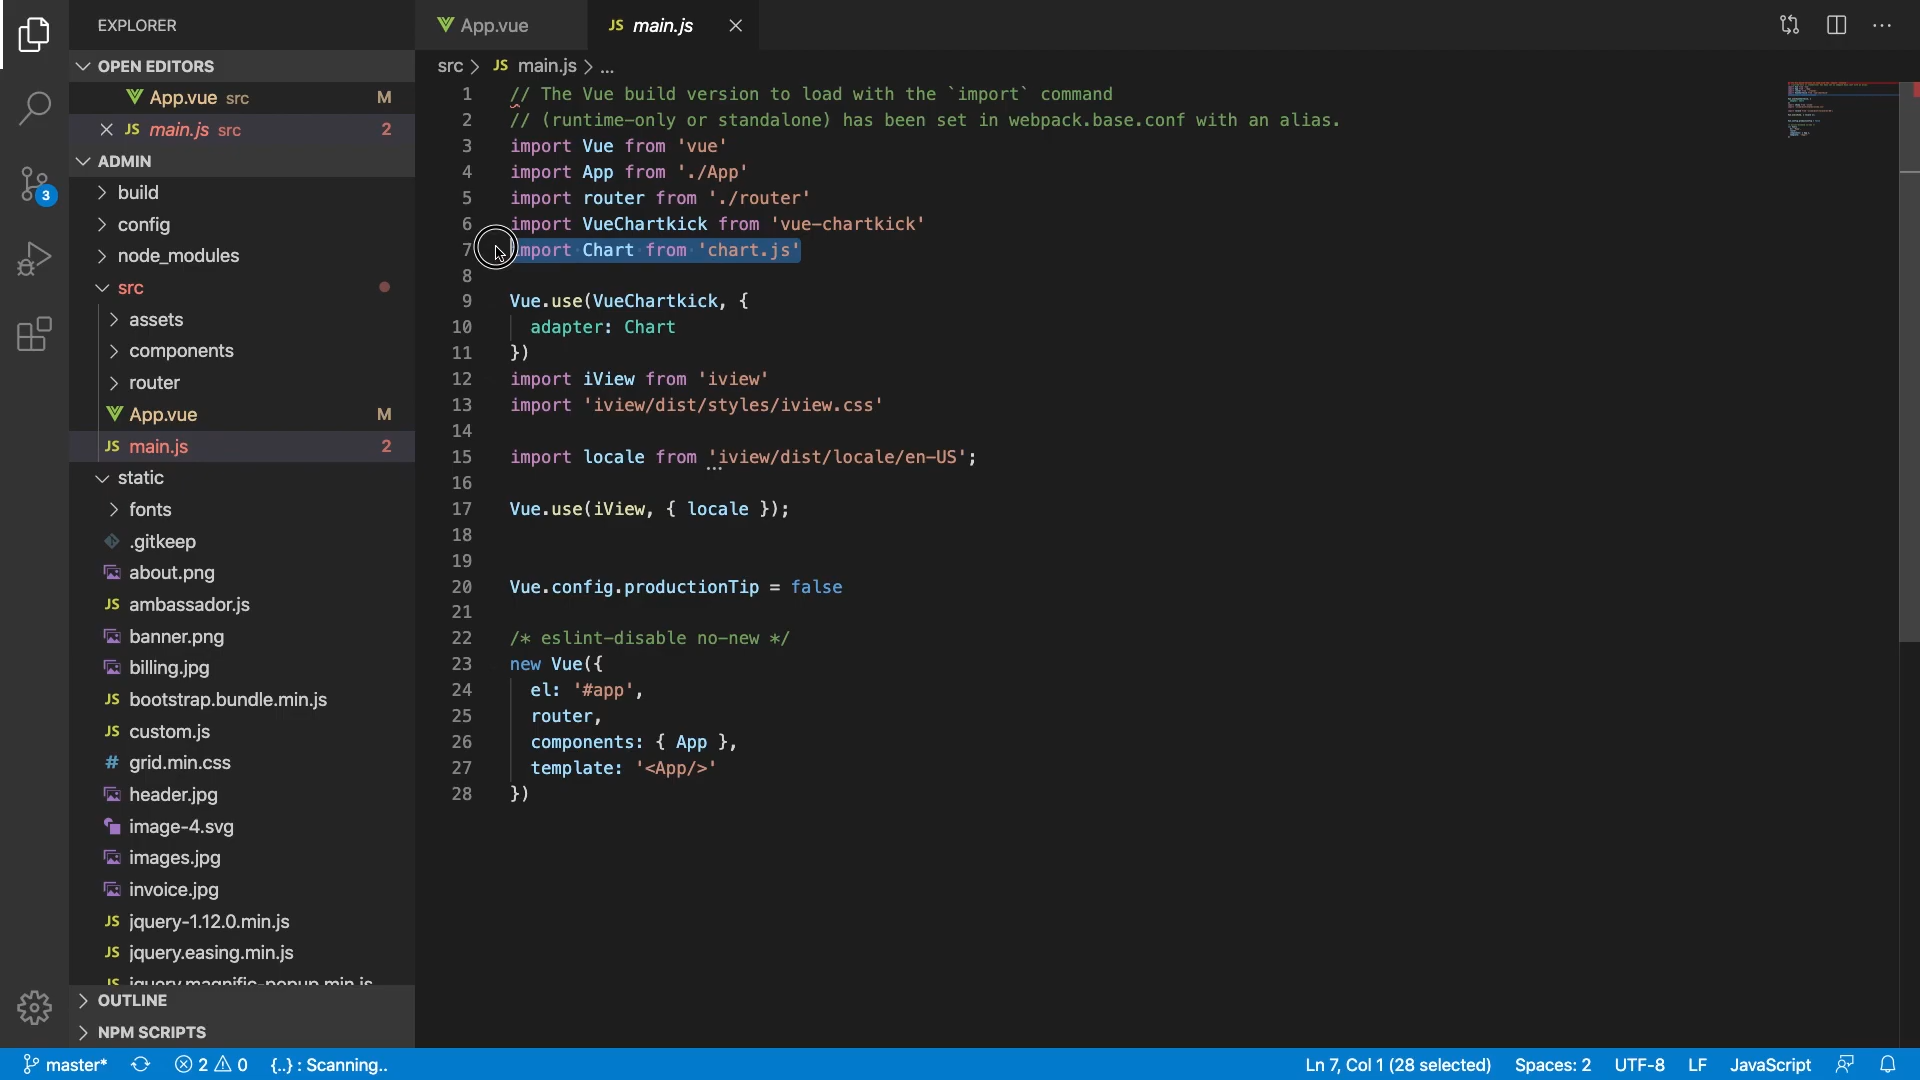 EXPLORER
OPEN EDITORS
App.vue src M
JS main.js src 2
ADMIN
build
config
node_modules
src
assets
components
router
App.vue M
JS main.js 2
static
fonts
.gitkeep
about.png
JS ambassador.js
banner.png
billing.jpg
JS bootstrap.bundle.min.js
JS custom.js
# grid.min.css
header.jpg
image-4.svg
images.jpg
invoice.jpg
JS jquery-1.12.0.min.js
JS jquery.easing.min.js
JS jquery.magnific-popup.min.js
OUTLINE
NPM SCRIPTS
3
App.vue
JS main.js
src > JS main.js > ...
1 // The Vue build version to load with the `import` command
2 // (runtime-only or standalone) has been set in webpack.base.conf with an alias.
3 import Vue from 'vue'
4 import App from './App'
5 import router from './router'
6 import VueChartkick from 'vue-chartkick'
7 import Chart from 'chart.js'
8
9 Vue.use(VueChartkick, {
10 adapter: Chart
11 })
12 import iView from 'iview'
13 import 'iview/dist/styles/iview.css'
14
15 import locale from 'iview/dist/locale/en-US';
16
17 Vue.use(iView, { locale });
18
19
20 Vue.config.productionTip = false
21
22 /* eslint-disable no-new */
23 new Vue({
24 el: '#app',
25 router,
26 components: { App },
27 template: '<App/>'
28 })
master* 2 0 {..} : Scanning..
Ln 7, Col 1 (28 selected) Spaces: 2 UTF-8 LF JavaScript